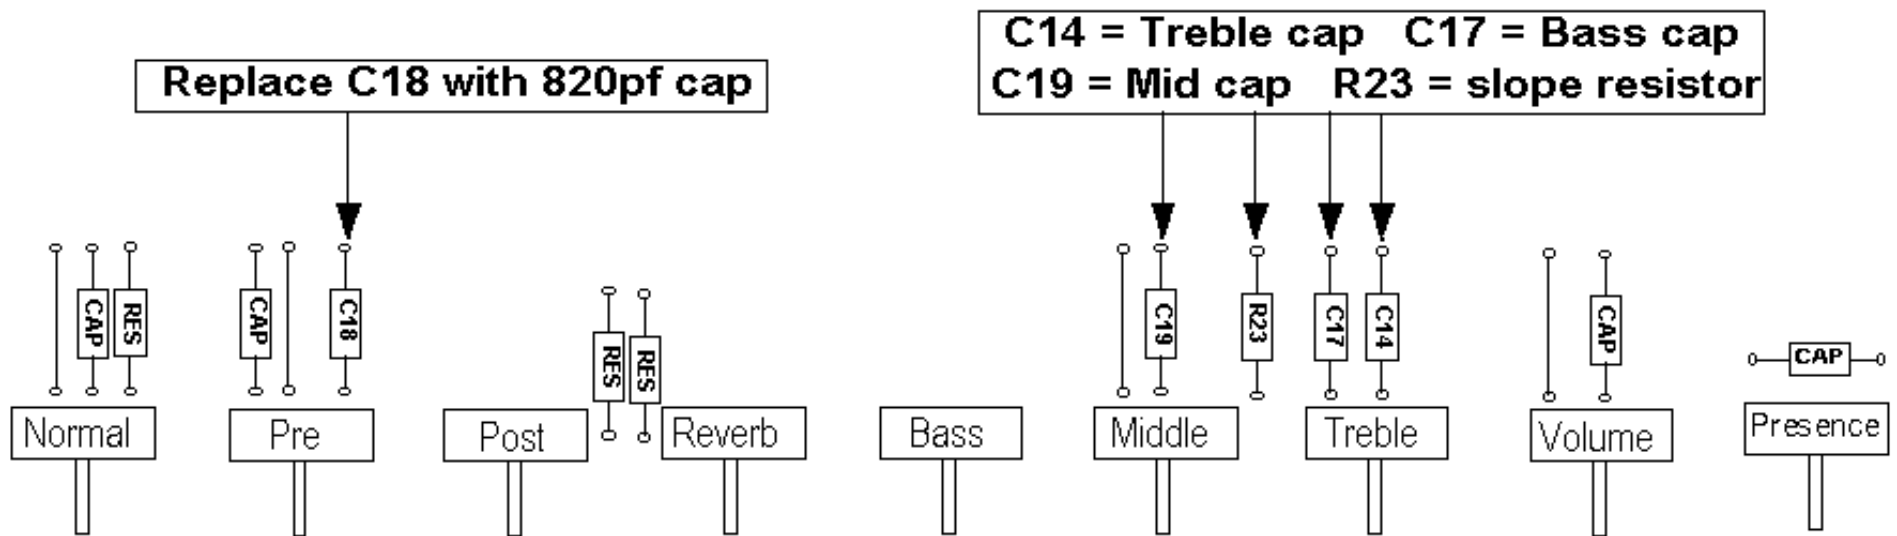 C14 = Treble cap C17 = Bass cap
Replace C18 with 820pf cap
C19 = Mid cap R23 = slope resistor
CAP
RES
CAP
C18
RES
RES
C19
R23
C17
C14
CAP
CAP
Normal
Pre
Post
Reverb
Bass
Middle
Treble
Volume
Presence